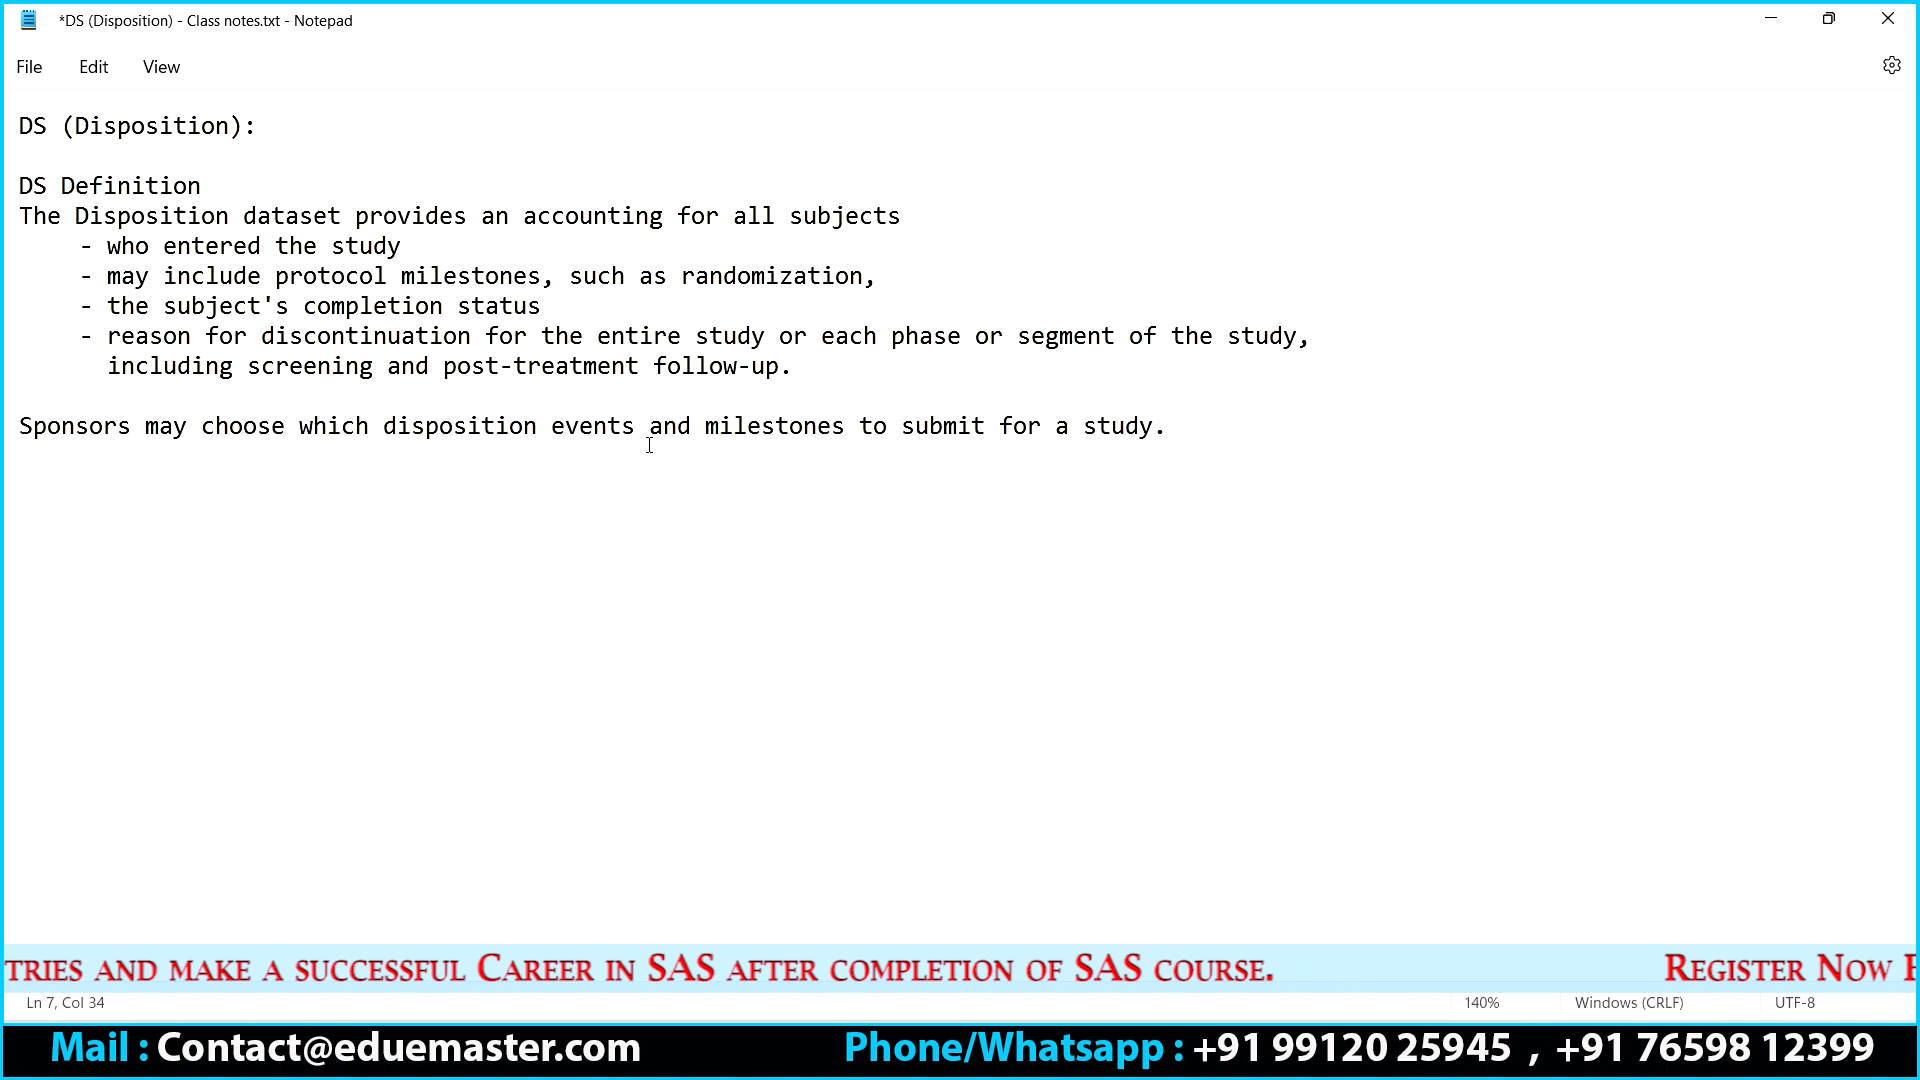 *DS (Disposition) - Class notes.txt - Notepad
File Edit View
DS (Disposition):
DS Definition
The Disposition dataset provides an accounting for all subjects
- who entered the study
- may include protocol milestones, such as randomization,
- the subject's completion status
- reason for discontinuation for the entire study or each phase or segment of the study,
including screening and post-treatment follow-up.
Sponsors may choose which disposition events and milestones to submit for a study.
TRIES AND MAKE A SUCCESSFUL CAREER IN SAS AFTER COMPLETION OF SAS COURSE. REGISTER NOW
Ln 7, Col 34 140% Windows (CRLF) UTF-8
Mail : Contact@eduemaster.com Phone/Whatsapp : +91 99120 25945 , +91 76598 12399